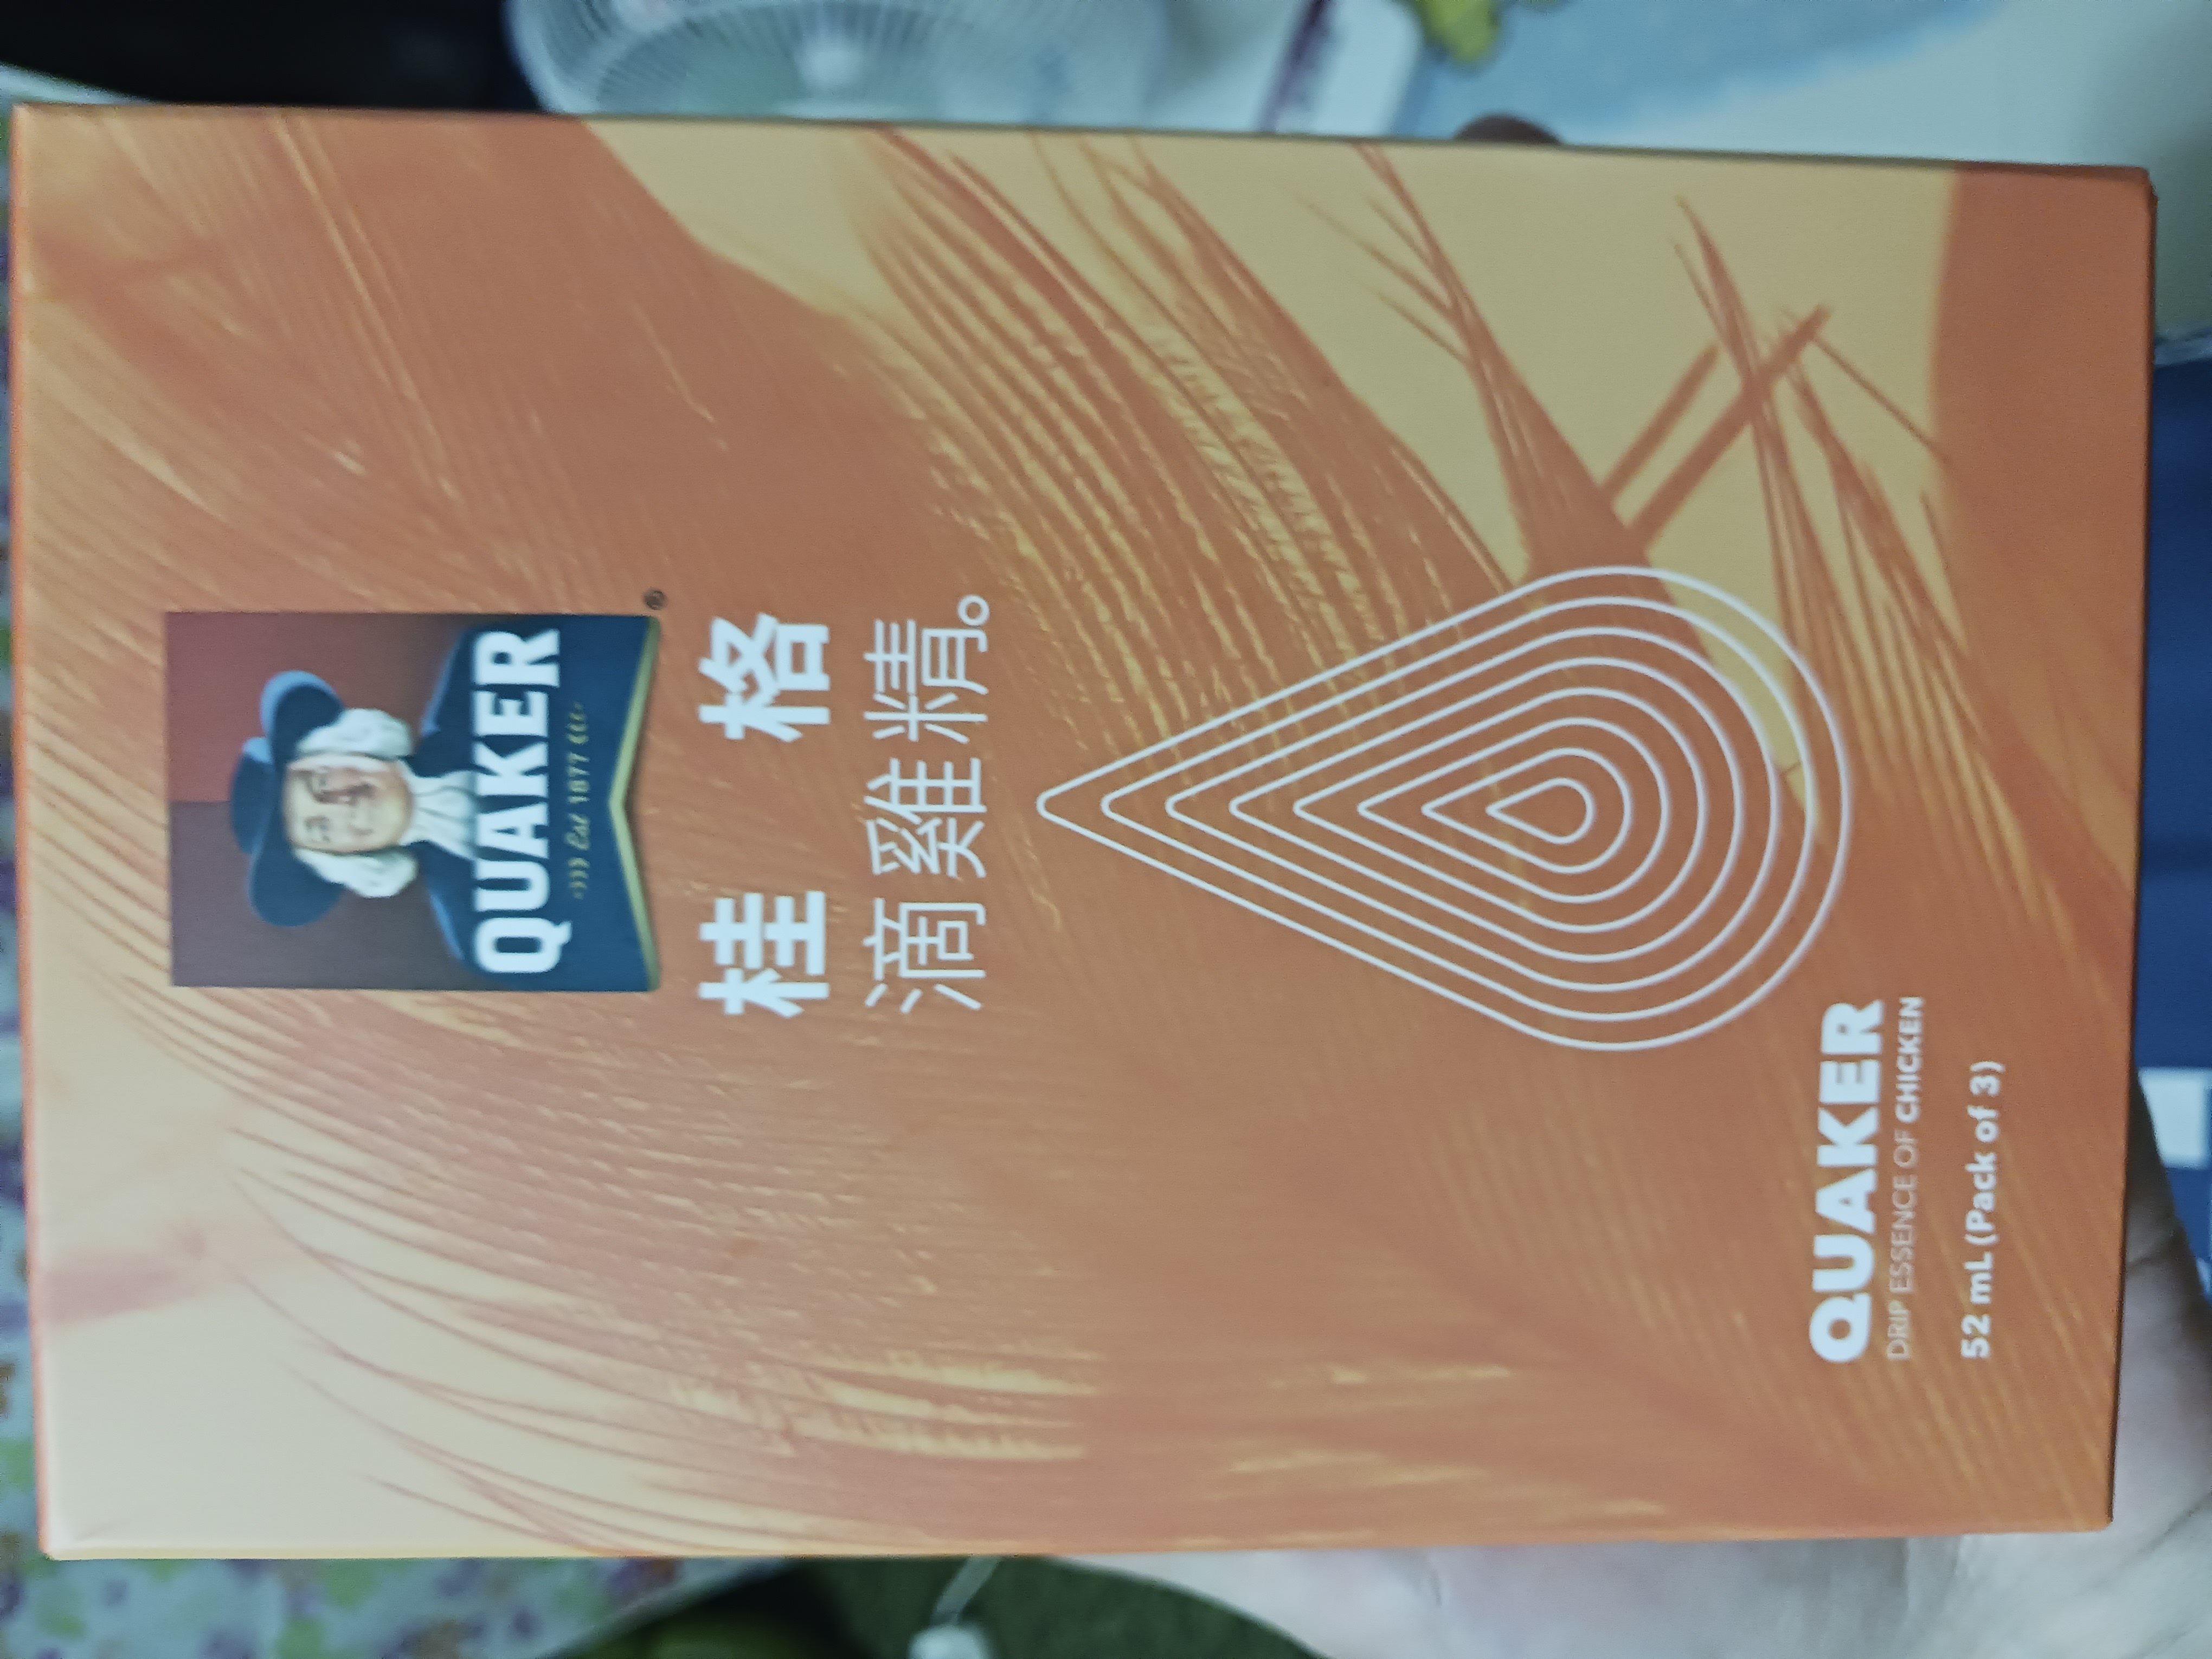 QUAKER
Est 1877
®
桂格
滴雞精。
QUAKER
DRIP ESSENCE OF CHICKEN
52 mL (Pack of 3)